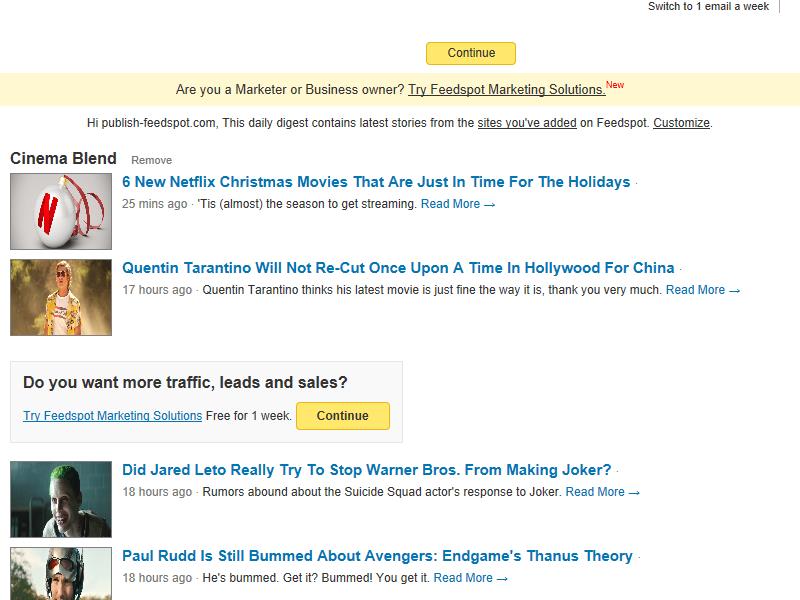 Switch to 1 email a week
Continue
Are you a Marketer or Business owner? Try Feedspot Marketing Solutions.New
Hi publish-feedspot.com, This daily digest contains latest stories from the sites you've added on Feedspot. Customize.
Cinema Blend Remove
6 New Netflix Christmas Movies That Are Just In Time For The Holidays ·
25 mins ago · 'Tis (almost) the season to get streaming. Read More →
N
Quentin Tarantino Will Not Re-Cut Once Upon A Time In Hollywood For China ·
17 hours ago · Quentin Tarantino thinks his latest movie is just fine the way it is, thank you very much. Read More →
Do you want more traffic, leads and sales?
Try Feedspot Marketing Solutions Free for 1 week. Continue
Did Jared Leto Really Try To Stop Warner Bros. From Making Joker? ·
18 hours ago · Rumors abound about the Suicide Squad actor's response to Joker. Read More →
Paul Rudd Is Still Bummed About Avengers: Endgame's Thanus Theory ·
18 hours ago · He's bummed. Get it? Bummed! You get it. Read More →